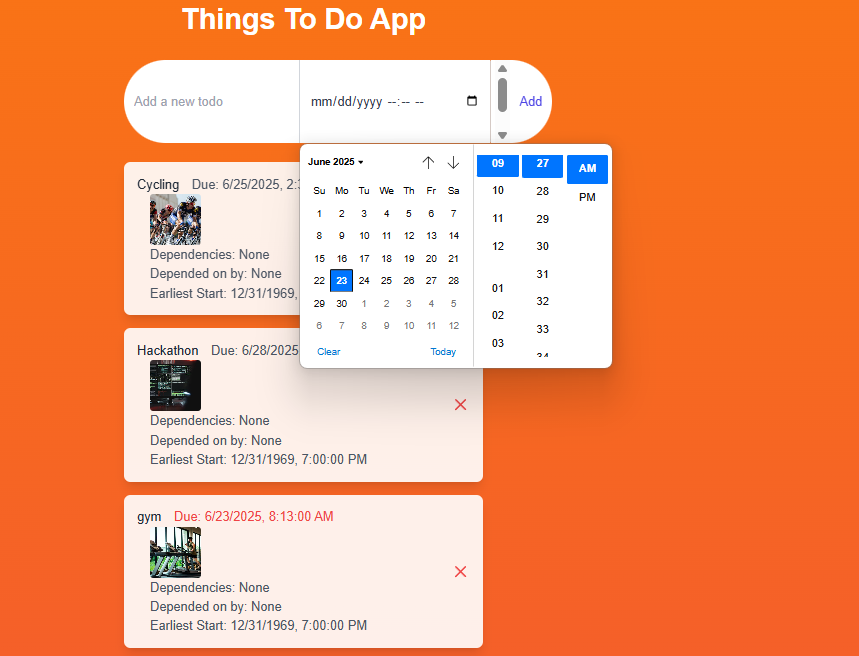 Things To Do App
Add a new todo
mm/dd/yyyy --:-- --
Add
June 2025
Su Mo Tu We Th Fr Sa
1 2 3 4 5 6 7
8 9 10 11 12 13 14
15 16 17 18 19 20 21
22 23 24 25 26 27 28
29 30 1 2 3 4 5
6 7 8 9 10 11 12
Clear Today
09 27 AM
10 28 PM
11 29
12 30
31
01
32
02
33
03
34
Cycling Due: 6/25/2025, 2:3
Dependencies: None
Depended on by: None
Earliest Start: 12/31/1969,
Hackathon Due: 6/28/2025
Dependencies: None
Depended on by: None
Earliest Start: 12/31/1969, 7:00:00 PM
gym Due: 6/23/2025, 8:13:00 AM
Dependencies: None
Depended on by: None
Earliest Start: 12/31/1969, 7:00:00 PM